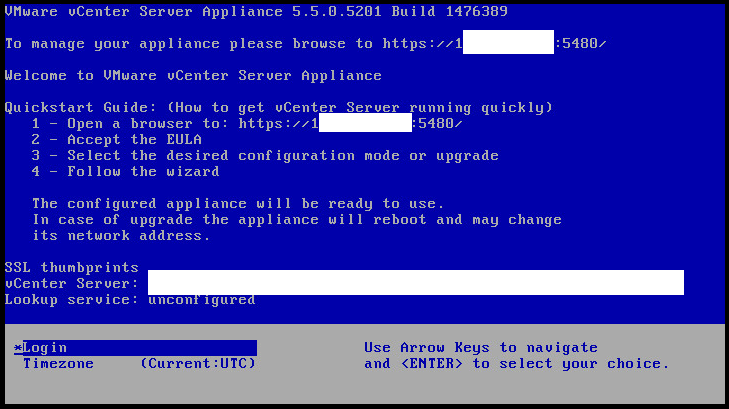 VMware vCenter Server Appliance 5.5.0.5201 Build 1476389
To manage your appliance please browse to https://1 :5480/
Welcome to VMware vCenter Server Appliance
Quickstart Guide: (How to get vCenter Server running quickly)
1 - Open a browser to: https://1 :5480/
2 - Accept the EULA
3 - Select the desired configuration mode or upgrade
4 - Follow the wizard
The configured appliance will be ready to use.
In case of upgrade the appliance will reboot and may change
its network address.
SSL thumbprints
vCenter Server:
Lookup service: unconfigured
*Login Use Arrow Keys to navigate
Timezone (Current:UTC) and <ENTER> to select your choice.